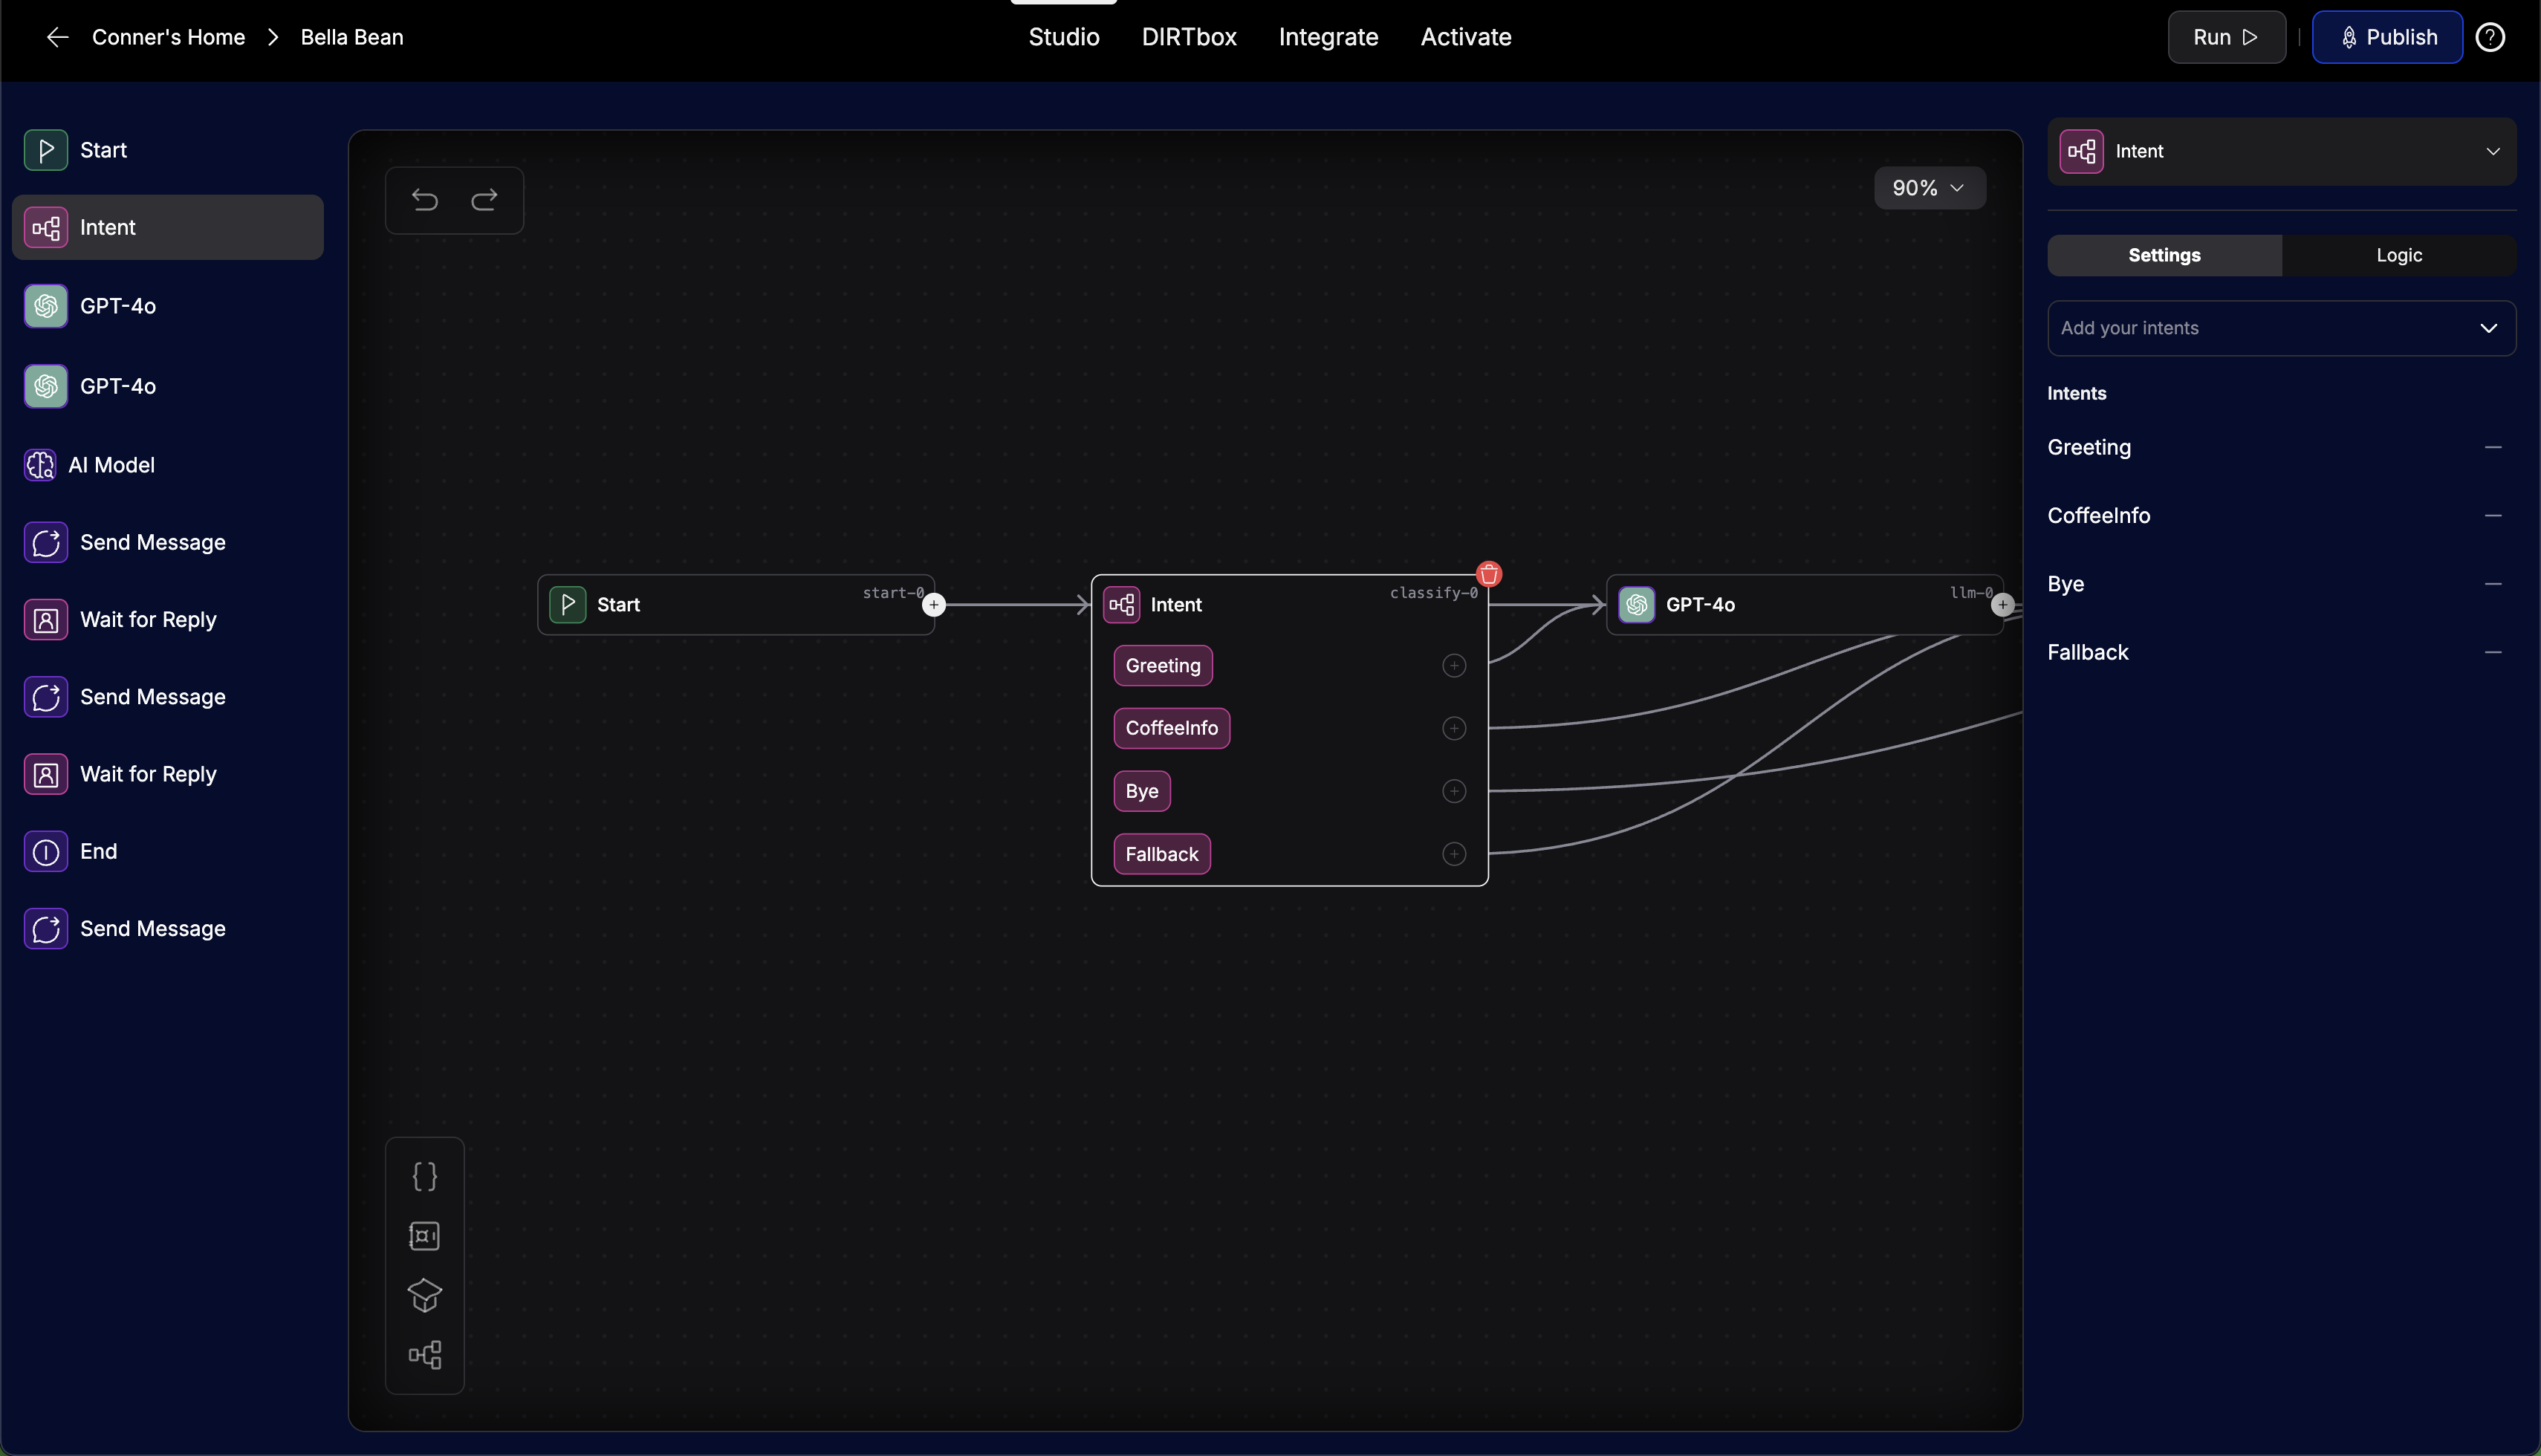 Conner's Home > Bella Bean
Studio
DIRTbox
Integrate
Activate
Run
Publish
?
Start
Intent
GPT-4o
GPT-4o
AI Model
Send Message
Wait for Reply
Send Message
Wait for Reply
End
Send Message
90%
Start
start-0
Intent
classify-0
Greeting
CoffeeInfo
Bye
Fallback
GPT-4o
llm-0
{}
Intent
Settings
Logic
Add your intents
Intents
Greeting
CoffeeInfo
Bye
Fallback